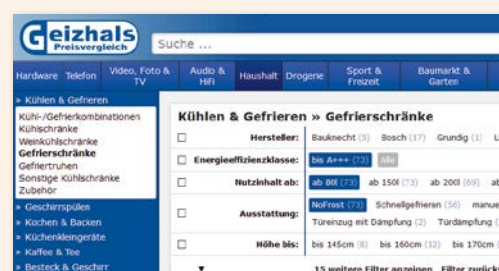 Geizhals
Preisvergleich
Suche ...
Hardware Telefon Video, Foto & TV Audio & HiFi Haushalt Drogerie Sport & Freizeit Baumarkt & Garten
» Kühlen & Gefrieren
Kühl-/Gefrierkombinationen
Kühlschränke
Weinkühlschränke
Gefrierschränke
Gefriertruhen
Sonstige Kühlschränke
Zubehör
» Geschirrspülen
» Kochen & Backen
» Küchenkleingeräte
» Kaffee & Tee
» Besteck & Geschirr
Kühlen & Gefrieren » Gefrierschränke
Hersteller: Bauknecht (5) Bosch (17) Grundig (1)
Energieeffizienzklasse: bis A+++ (73) Alle
Nutzinhalt ab: ab 80l (73) ab 150l (73) ab 200l (69)
Ausstattung: NoFrost (73) Schnellgefrieren (56)
Türeinzug mit Dämpfung (2) Türdämpfung
Höhe bis: bis 145cm (8) bis 160cm (12) bis 170cm
15 weitere Filter anzeigen Filter